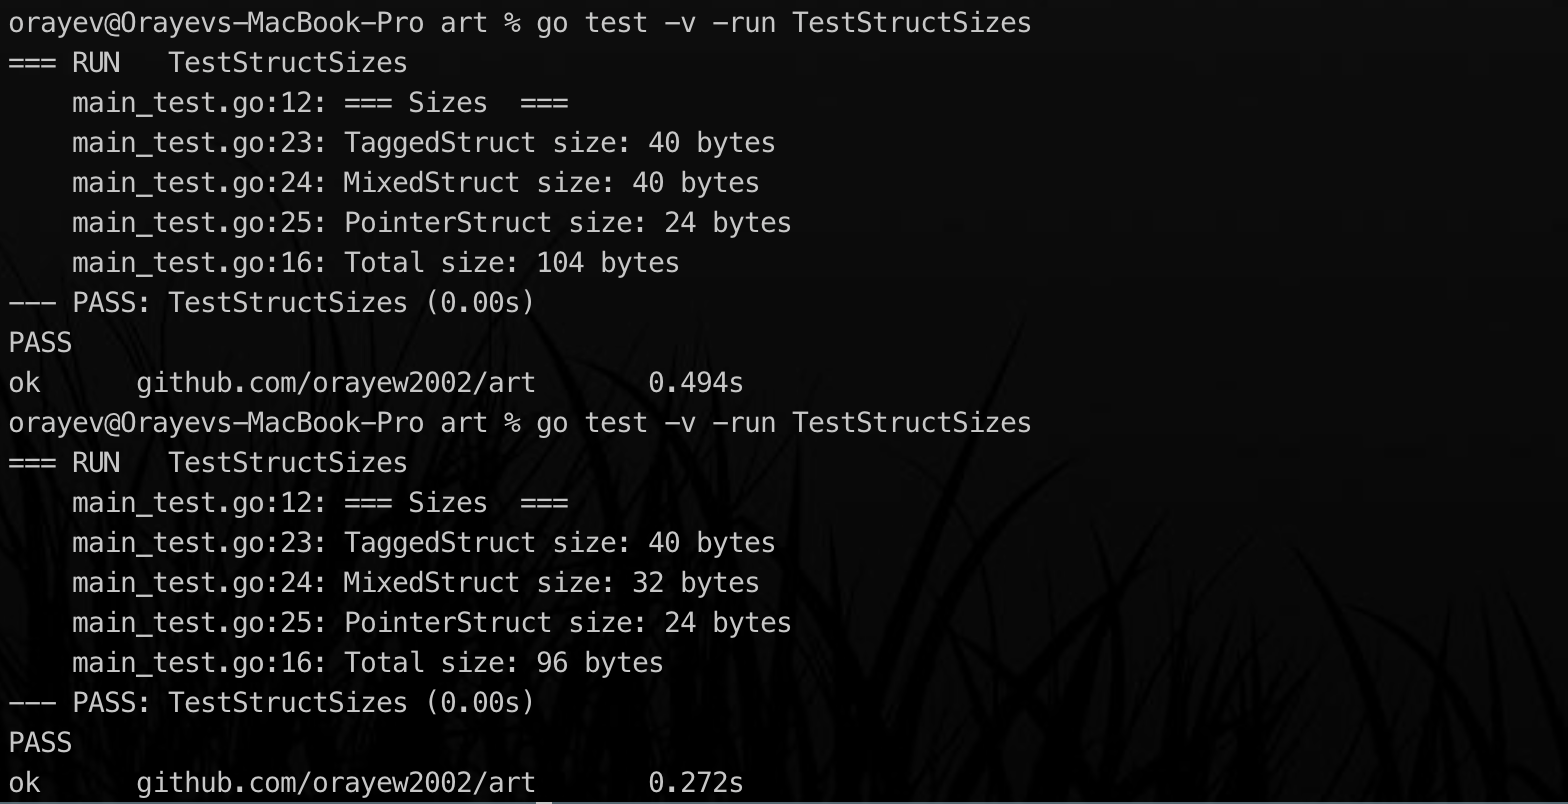 orayev@Orayevs-MacBook-Pro art % go test -v -run TestStructSizes
=== RUN   TestStructSizes
    main_test.go:12: === Sizes  ===
    main_test.go:23: TaggedStruct size: 40 bytes
    main_test.go:24: MixedStruct size: 40 bytes
    main_test.go:25: PointerStruct size: 24 bytes
    main_test.go:16: Total size: 104 bytes
--- PASS: TestStructSizes (0.00s)
PASS
ok      github.com/orayew2002/art       0.494s
orayev@Orayevs-MacBook-Pro art % go test -v -run TestStructSizes
=== RUN   TestStructSizes
    main_test.go:12: === Sizes  ===
    main_test.go:23: TaggedStruct size: 40 bytes
    main_test.go:24: MixedStruct size: 32 bytes
    main_test.go:25: PointerStruct size: 24 bytes
    main_test.go:16: Total size: 96 bytes
--- PASS: TestStructSizes (0.00s)
PASS
ok      github.com/orayew2002/art       0.272s